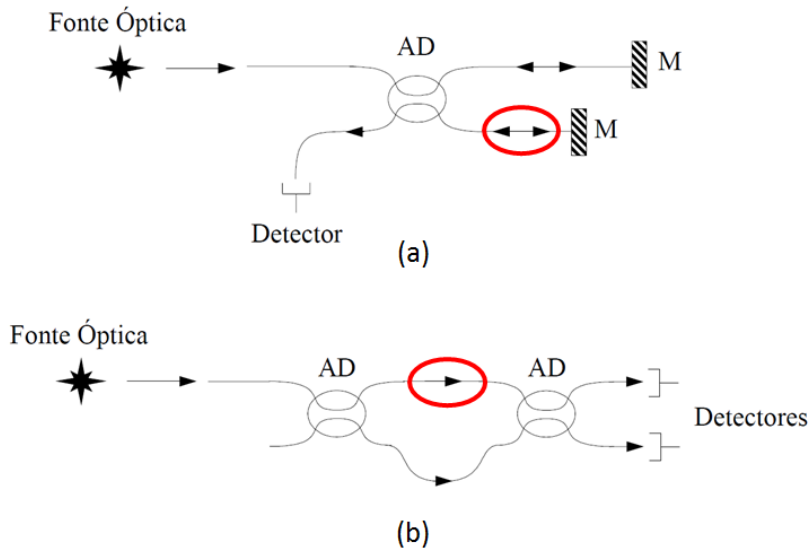 Fonte Óptica
AD
M
M
Detector
(a)
Fonte Óptica
AD
AD
Detectores
(b)